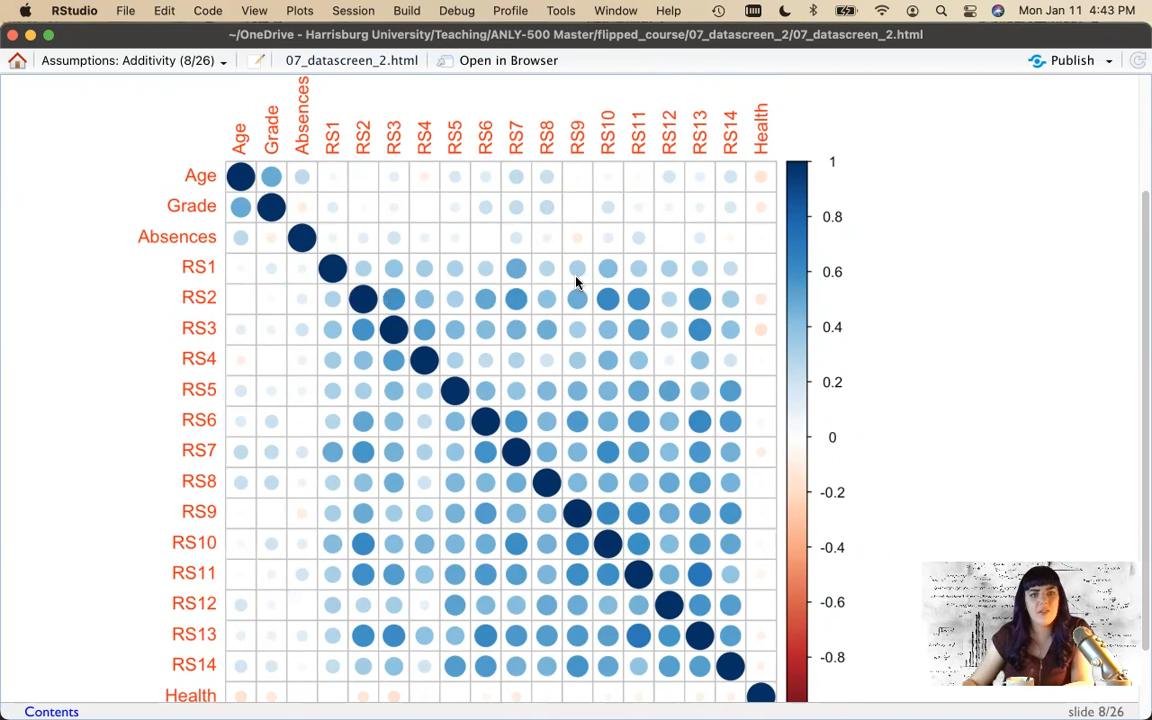 RStudio File Edit Code View Plots Session Build Debug Profile Tools Window Help Mon Jan 11 4:43 PM
~/OneDrive - Harrisburg University/Teaching/ANLY-500 Master/flipped_course/07_datascreen_2/07_datascreen_2.html
Assumptions: Additivity (8/26) 07_datascreen_2.html Open in Browser Publish
Age Grade Absences RS1 RS2 RS3 RS4 RS5 RS6 RS7 RS8 RS9 RS10 RS11 RS12 RS13 RS14 Health
Age
Grade
Absences
RS1
RS2
RS3
RS4
RS5
RS6
RS7
RS8
RS9
RS10
RS11
RS12
RS13
RS14
Health
1
0.8
0.6
0.4
0.2
0
-0.2
-0.4
-0.6
-0.8
Contents slide 8/26